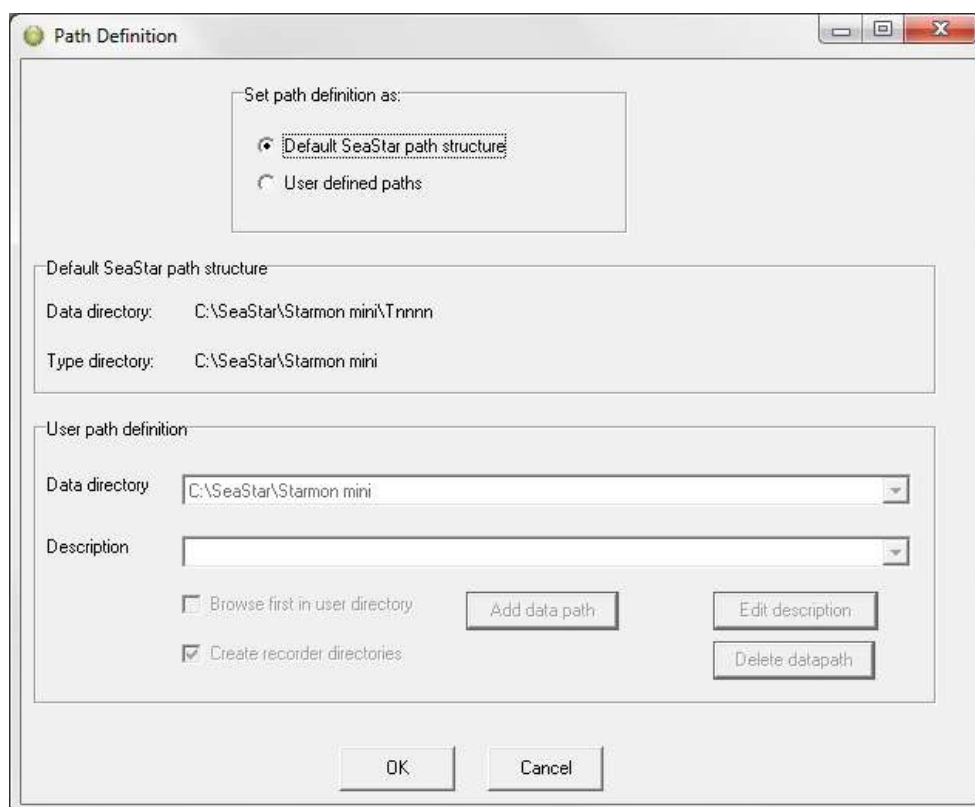 Path Definition
Set path definition as:
Default SeaStar path structure
User defined paths
Default SeaStar path structure
Data directory: C:\SeaStar\Starmon mini\Tnnnn
Type directory: C:\SeaStar\Starmon mini
User path definition
Data directory C:\SeaStar\Starmon mini
Description
Browse first in user directory Add data path Edit description
Create recorder directories Delete datapath
OK Cancel